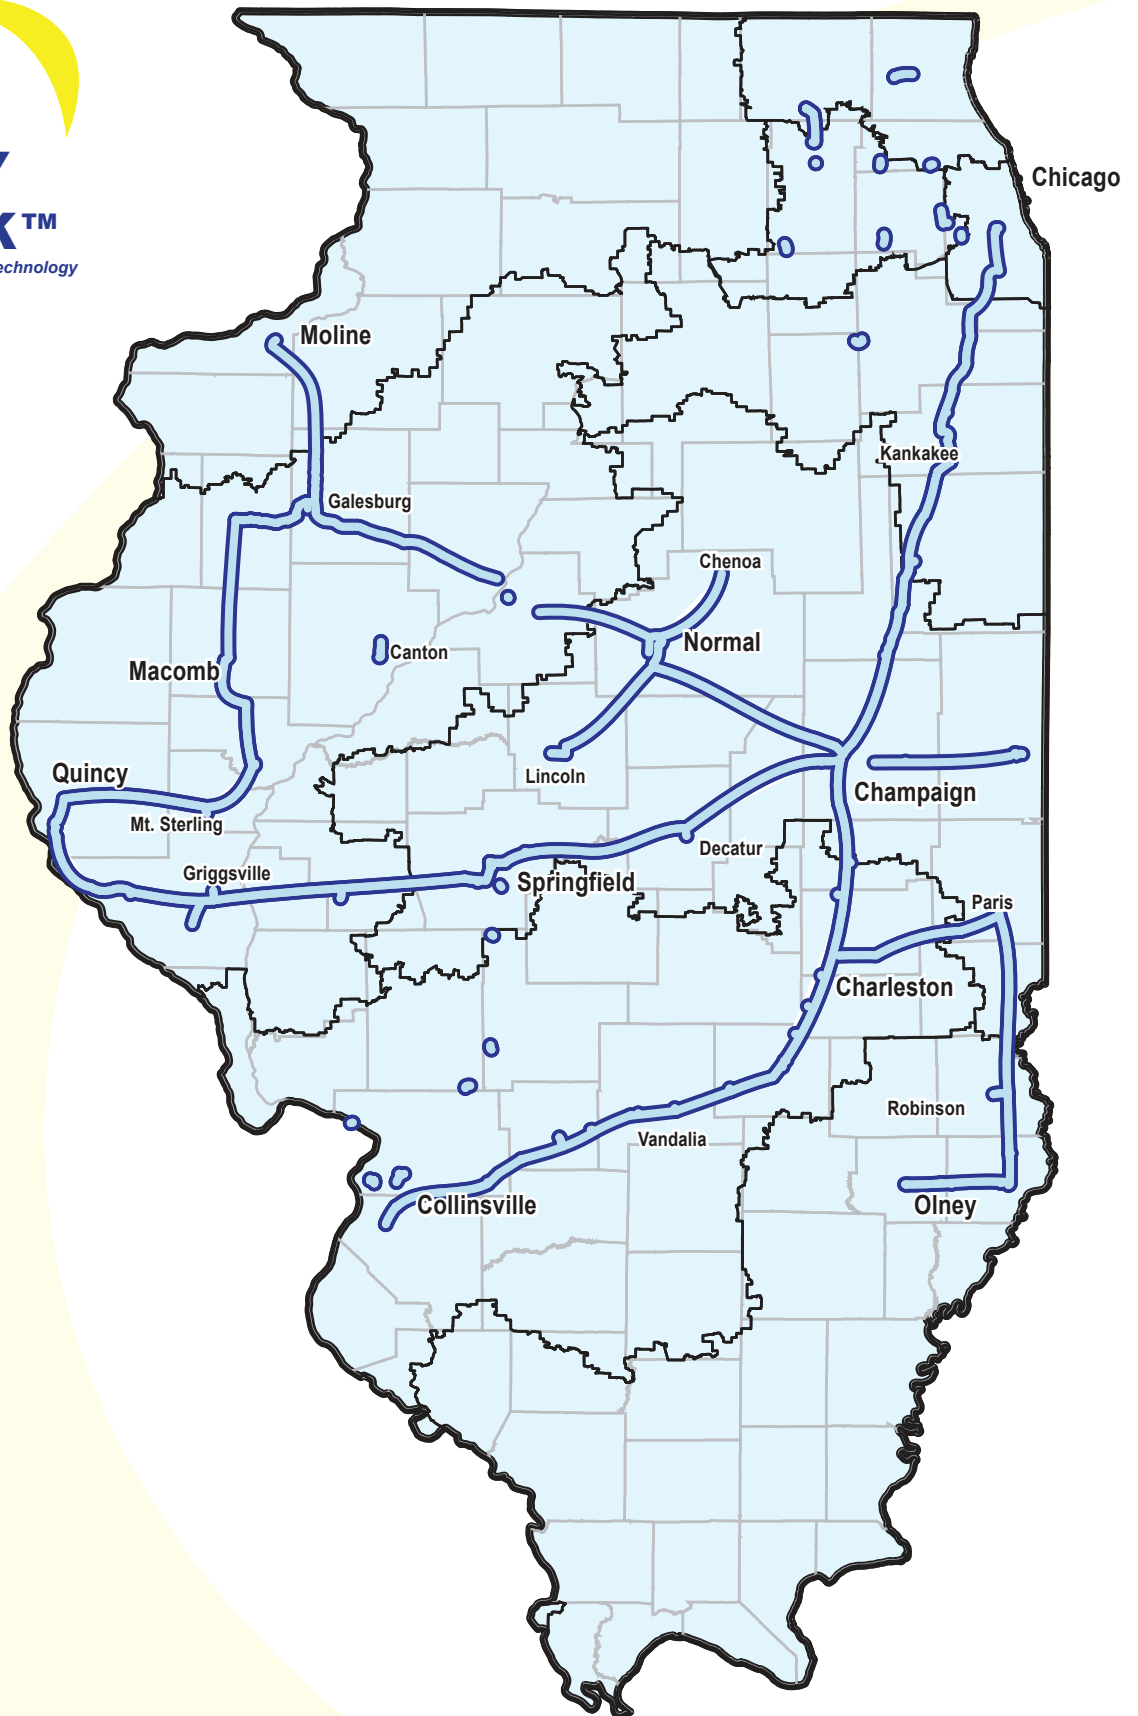 TM
echnology
Chicago
Moline
Kankakee
Galesburg
Chenoa
Normal
Canton
Macomb
Quincy
Lincoln
Champaign
Mt. Sterling
Decatur
Griggsville
Springfield
Paris
Charleston
Robinson
Vandalia
Collinsville
Olney